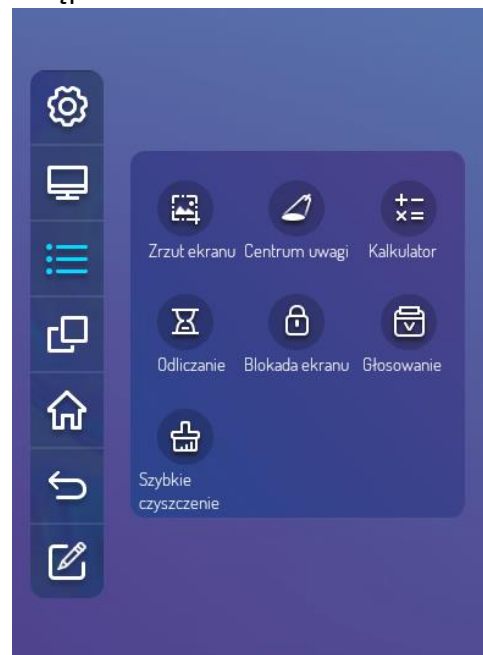 Zrzut ekranu Centrum uwagi Kalkulator
Odliczanie Blokada ekranu Głosowanie
Szybkie
czyszczenie